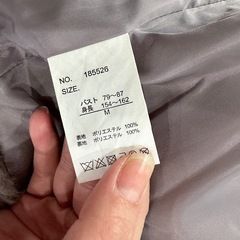 NO. 185526
SIZE.
バスト 79〜87
身長 154〜162
M
表地 ポリエステル 100%
裏地 ポリエステル 100%